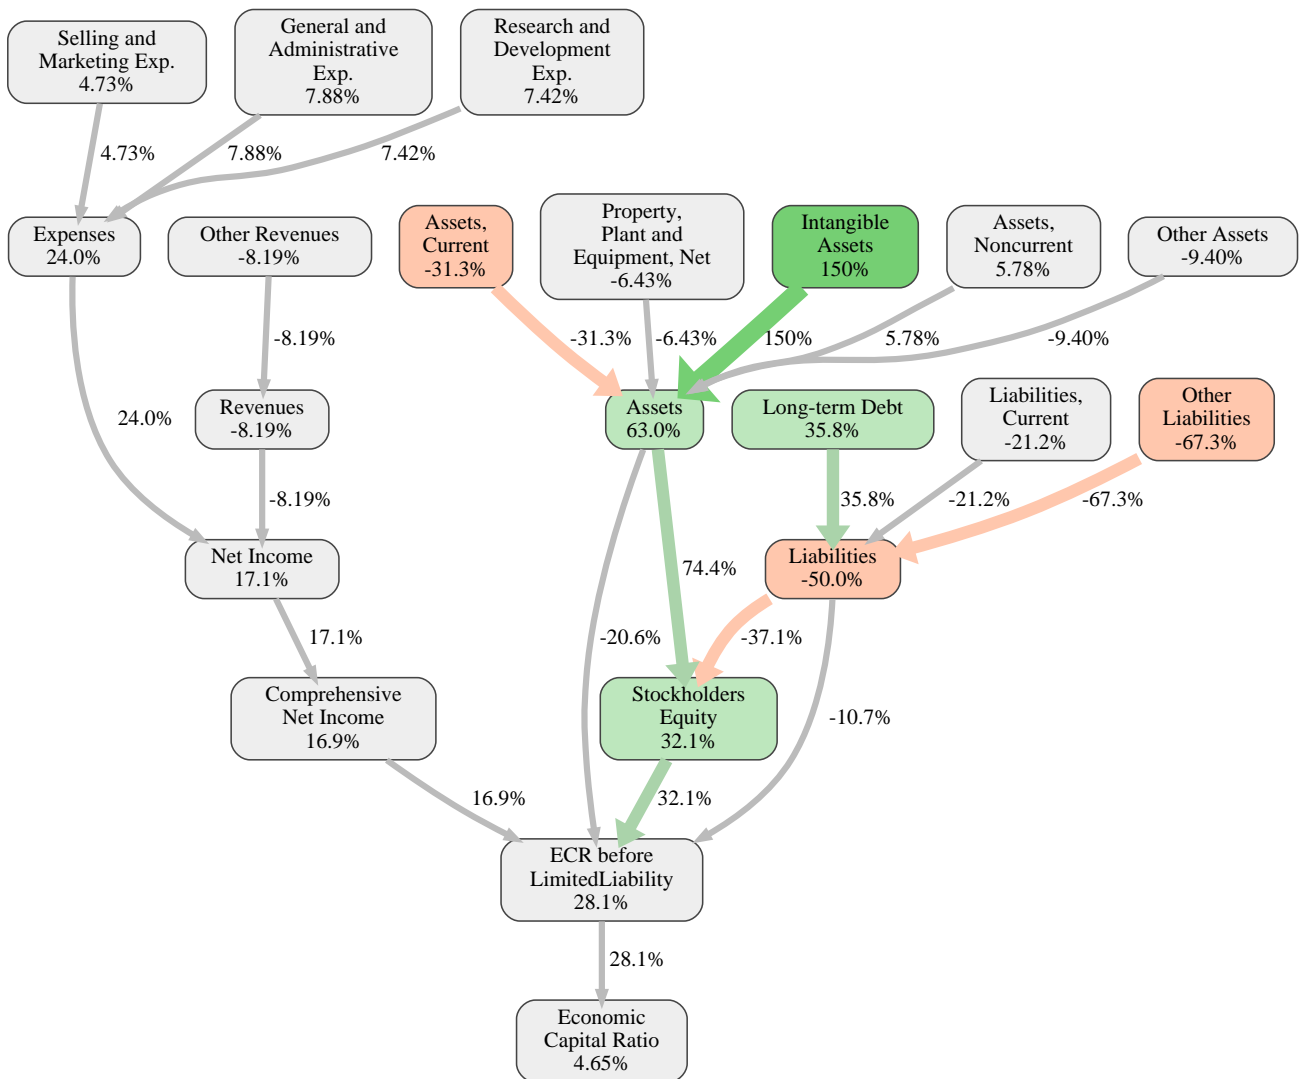 Selling and
Marketing Exp.
4.73%
General and
Administrative
Exp.
7.88%
Research and
Development
Exp.
7.42%
4.73%
7.88%
7.42%
Expenses
24.0%
Other Revenues
-8.19%
Assets,
Current
-31.3%
Property,
Plant and
Equipment, Net
-6.43%
Intangible
Assets
150%
Assets,
Noncurrent
5.78%
Other Assets
-9.40%
-8.19%
-31.3%
-6.43%
150%
5.78%
-9.40%
Revenues
-8.19%
Assets
63.0%
Long-term Debt
35.8%
Liabilities,
Current
-21.2%
Other
Liabilities
-67.3%
24.0%
-8.19%
35.8%
-21.2%
-67.3%
Net Income
17.1%
74.4%
Liabilities
-50.0%
17.1%
-20.6%
-37.1%
Comprehensive
Net Income
16.9%
Stockholders
Equity
32.1%
-10.7%
16.9%
32.1%
ECR before
LimitedLiability
28.1%
28.1%
Economic
Capital Ratio
4.65%